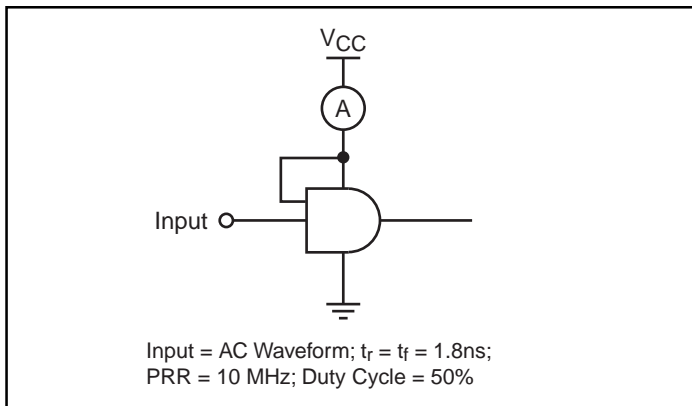 VCC
A
Input
Input = AC Waveform; tr = tf = 1.8ns;
PRR = 10 MHz; Duty Cycle = 50%